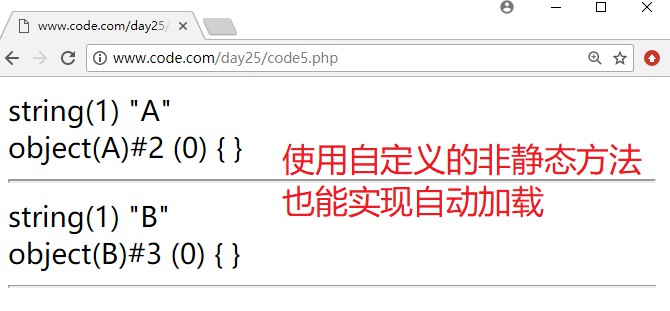 www.code.com/day25/
www.code.com/day25/code5.php
string(1) "A"
object(A)#2 (0) { }
使用自定义的非静态方法
也能实现自动加载
string(1) "B"
object(B)#3 (0) { }